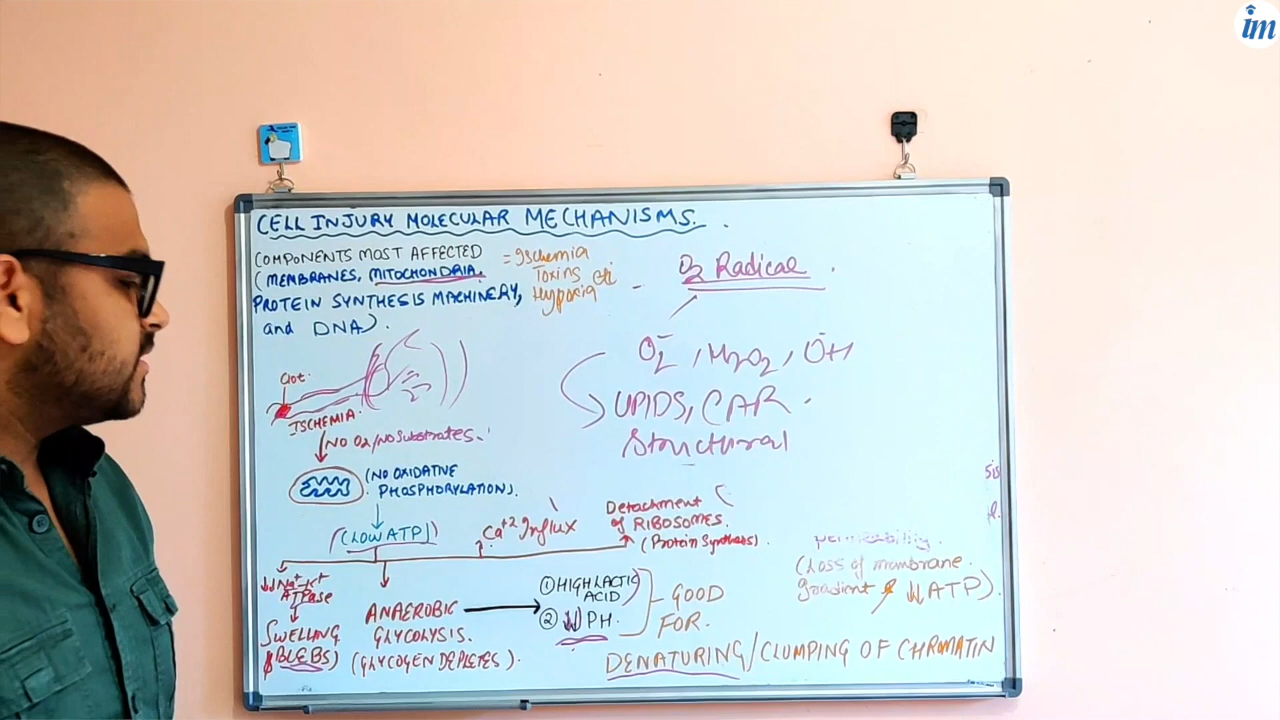 im
CELL INJURY MOLECULAR MECHANISMS.
COMPONENTS MOST AFFECTED
(MEMBRANES, MITOCHONDRIA.
PROTEIN SYNTHESIS MACHINERY,
and DNA).
= Ischemia
Toxins etc
Hypoxia
O2 Radical
O2-, H2O2, OH
LIPIDS, CAR
Structural
Clot
ISCHEMIA
NO O2/NO Substrates
(NO OXIDATIVE
PHOSPHORYLATION).
(LOW ATP)
Ca+2 Influx
Detachment
of RIBOSOMES.
(Protein Synthesis).
sis
↓↓ Na+-K+
ATPase
SWELLING
BLEBS)
ANAEROBIC
GLYCOLYSIS.
(GLYCOGEN DEPLETES).
① HIGH LACTIC
ACID
② ↓↓ PH.
GOOD
FOR.
permeability.
(Loss of mambrane
gradient & ↓↓ ATP).
DENATURING/CLUMPING OF CHROMATIN